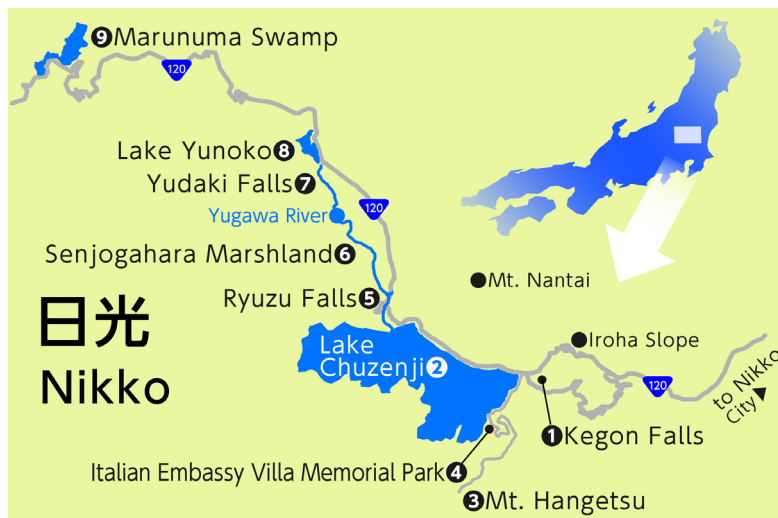 ❾Marunuma Swamp
120
Lake Yunoko❽
Yudaki Falls❼
Yugawa River
120
Senjogahara Marshland❻
Mt. Nantai
Ryuzu Falls❺
日光
Nikko
Iroha Slope
Lake
Chuzenji❷
120
to Nikko
City
❶Kegon Falls
Italian Embassy Villa Memorial Park❹
❸Mt. Hangetsu